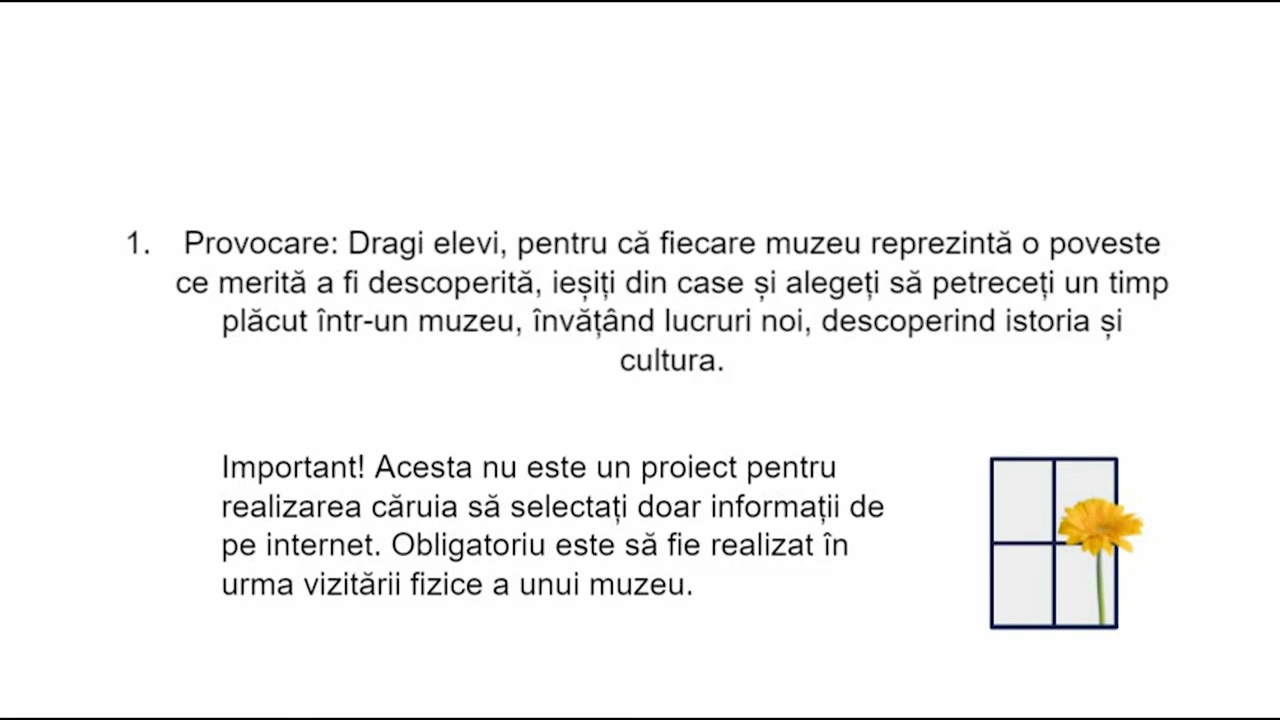 1. Provocare: Dragi elevi, pentru că fiecare muzeu reprezintă o poveste
ce merită a fi descoperită, ieșiți din case și alegeți să petreceți un timp
plăcut într-un muzeu, învățând lucruri noi, descoperind istoria și
cultura.
Important! Acesta nu este un proiect pentru
realizarea căruia să selectați doar informații de
pe internet. Obligatoriu este să fie realizat în
urma vizitării fizice a unui muzeu.